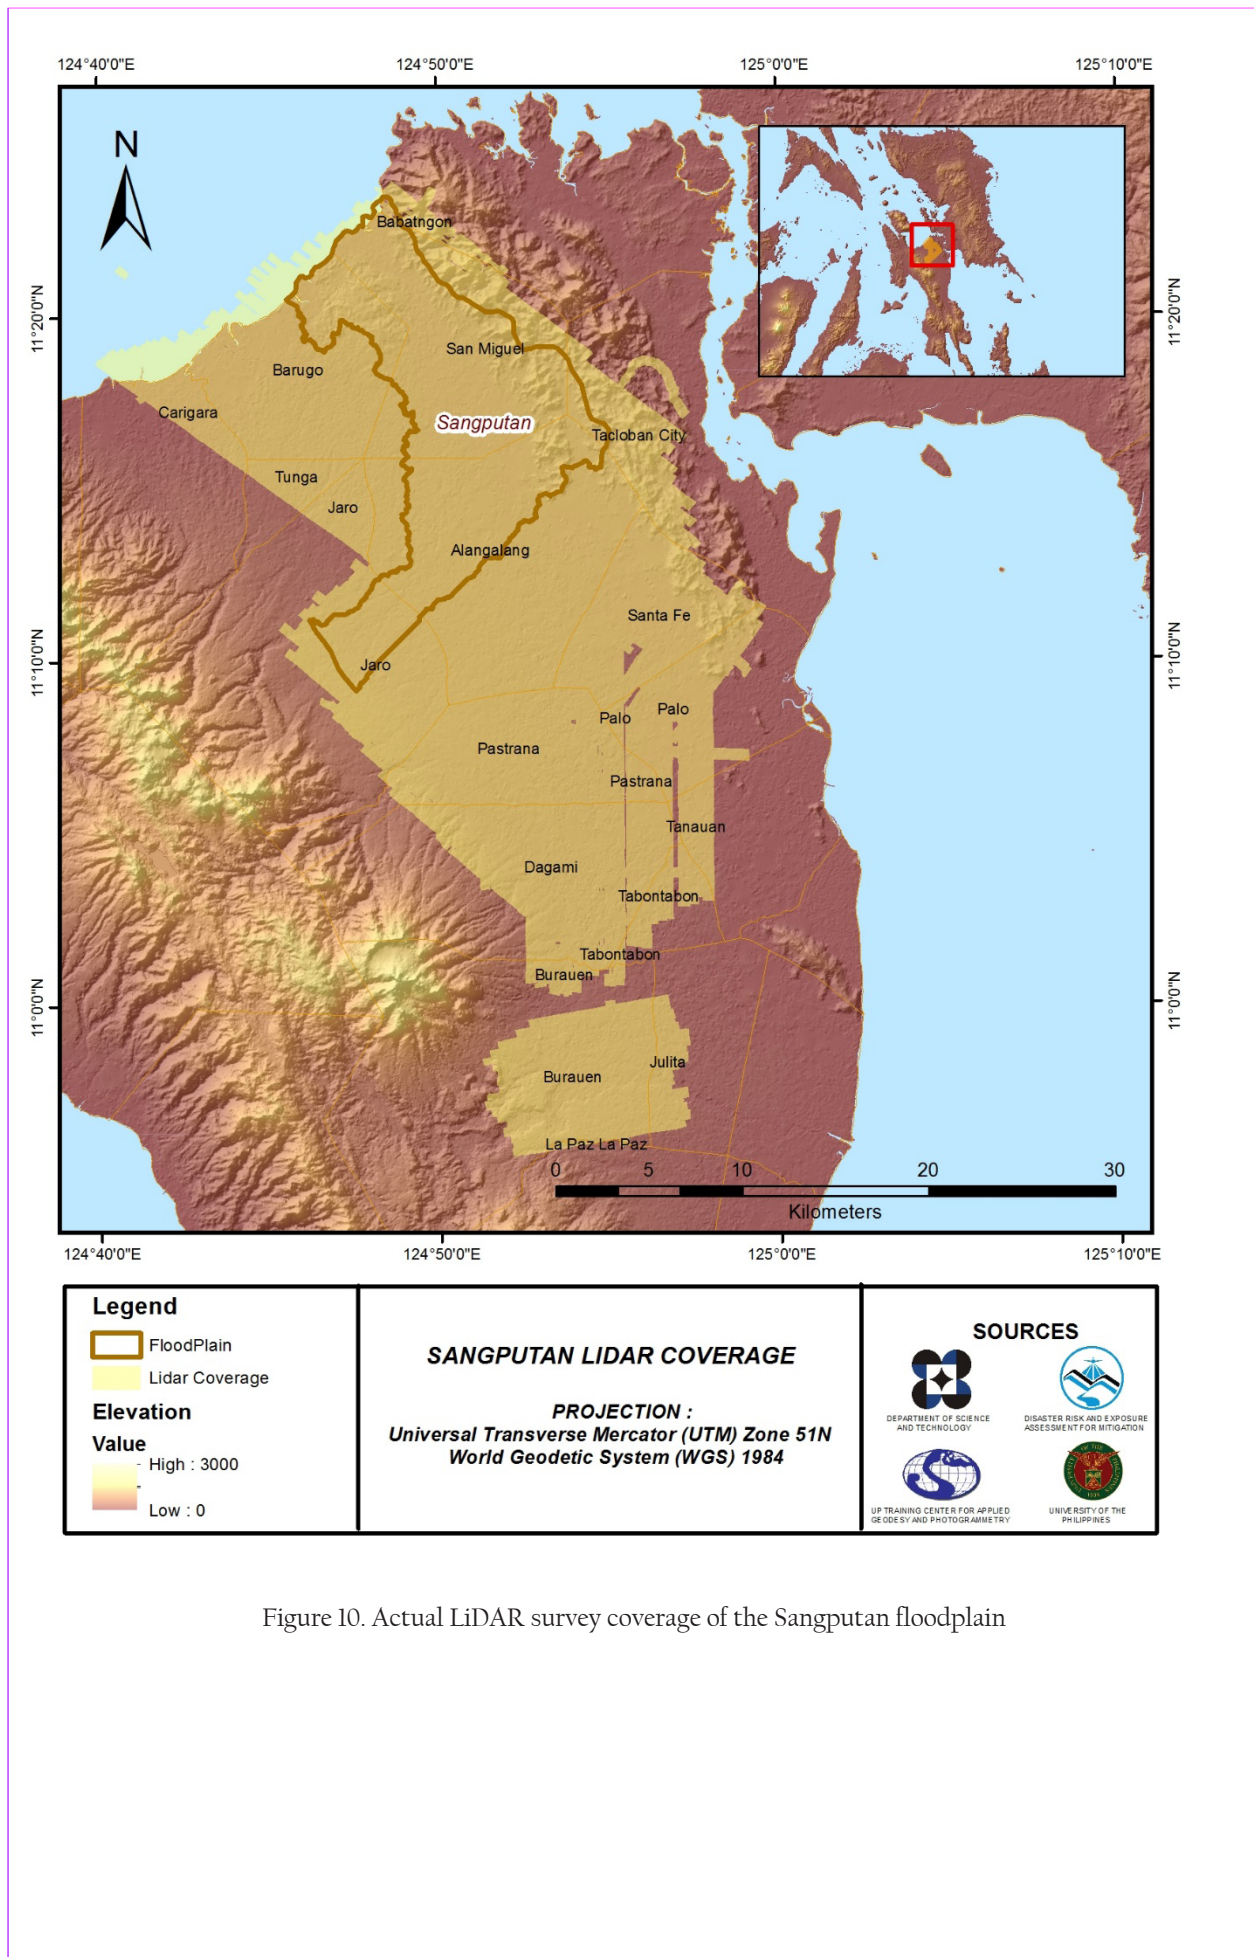 124°40'0"E 124°50'0"E 125°0'0"E 125°10'0"E
N
Babatngon
11°20'0"N 11°20'0"N
San Miguel
Barugo
Carigara
Sangputan
Tacloban City
Tunga
Jaro
Alangalang
Santa Fe
11°10'0"N 11°10'0"N
Jaro
Palo
Palo
Pastrana
Pastrana
Tanauan
Dagami
Tabontabon
Tabontabon
Burauen
11°0'0"N 11°0'0"N
Julita
Burauen
La Paz La Paz
0 5 10 20 30
Kilometers
124°40'0"E 124°50'0"E 125°0'0"E 125°10'0"E
Legend
FloodPlain
Lidar Coverage
Elevation
Value
High : 3000
Low : 0
SANGPUTAN LIDAR COVERAGE
PROJECTION :
Universal Transverse Mercator (UTM) Zone 51N
World Geodetic System (WGS) 1984
SOURCES
DEPARTMENT OF SCIENCE
AND TECHNOLOGY
DISASTER RISK AND EXPOSURE
ASSESSMENT FOR MITIGATION
UP TRAINING CENTER FOR APPLIED
GEODESY AND PHOTOGRAMMETRY
UNIVERSITY OF THE
PHILIPPINES
Figure 10. Actual LiDAR survey coverage of the Sangputan floodplain